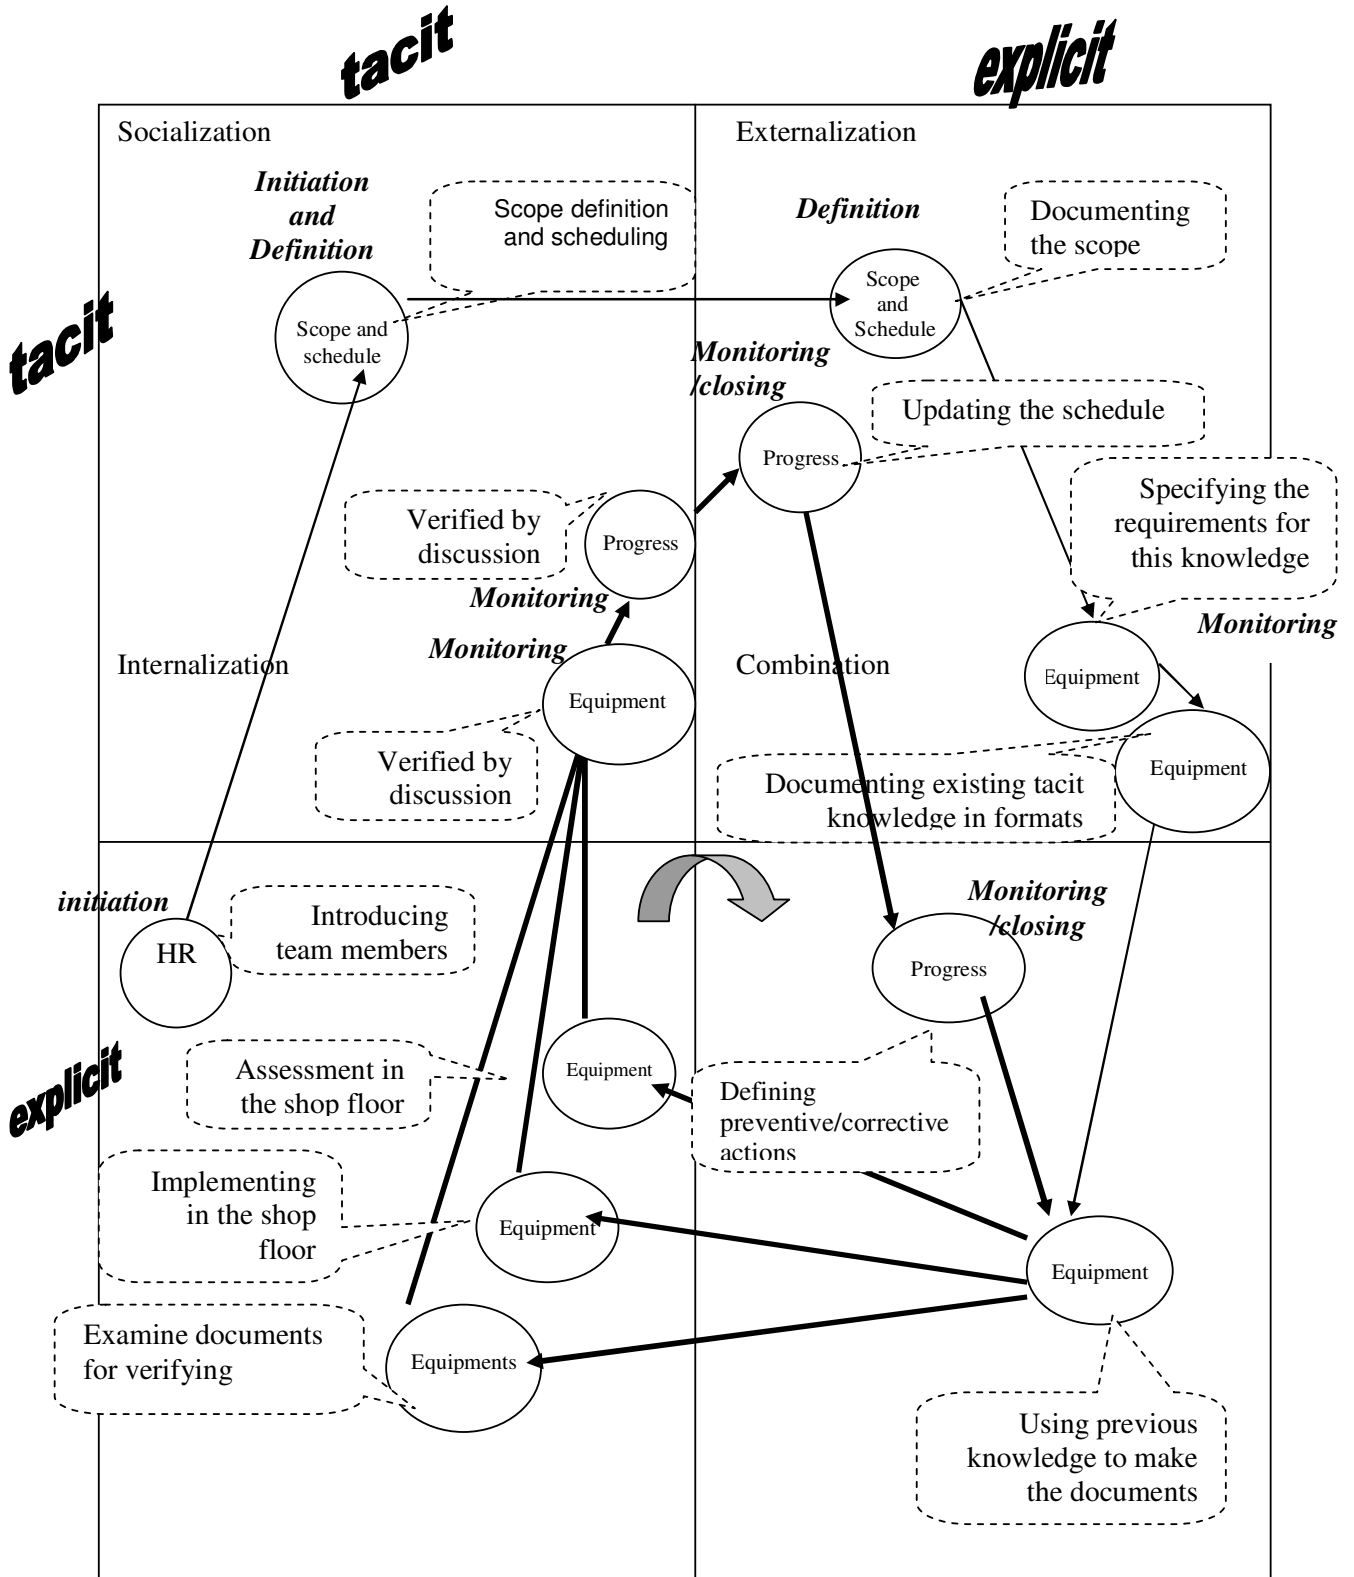 tacit
explicit
Socialization
Externalization
Initiation
and
Definition
Scope definition
and scheduling
Definition
Documenting
the scope
Scope
and
Schedule
tacit
Scope and
schedule
Monitoring
/closing
Updating the schedule
Progress
Specifying the
requirements for
this knowledge
Verified by
discussion
Progress
Monitoring
Monitoring
Monitoring
Internalization
Combination
Equipment
Equipment
Verified by
discussion
Equipment
Documenting existing tacit
knowledge in formats
initiation
HR
Introducing
team members
Monitoring
/closing
Progress
explicit
Assessment in
the shop floor
Equipment
Defining
preventive/corrective
actions
Implementing
in the shop
floor
Equipment
Equipment
Examine documents
for verifying
Equipments
Using previous
knowledge to make
the documents